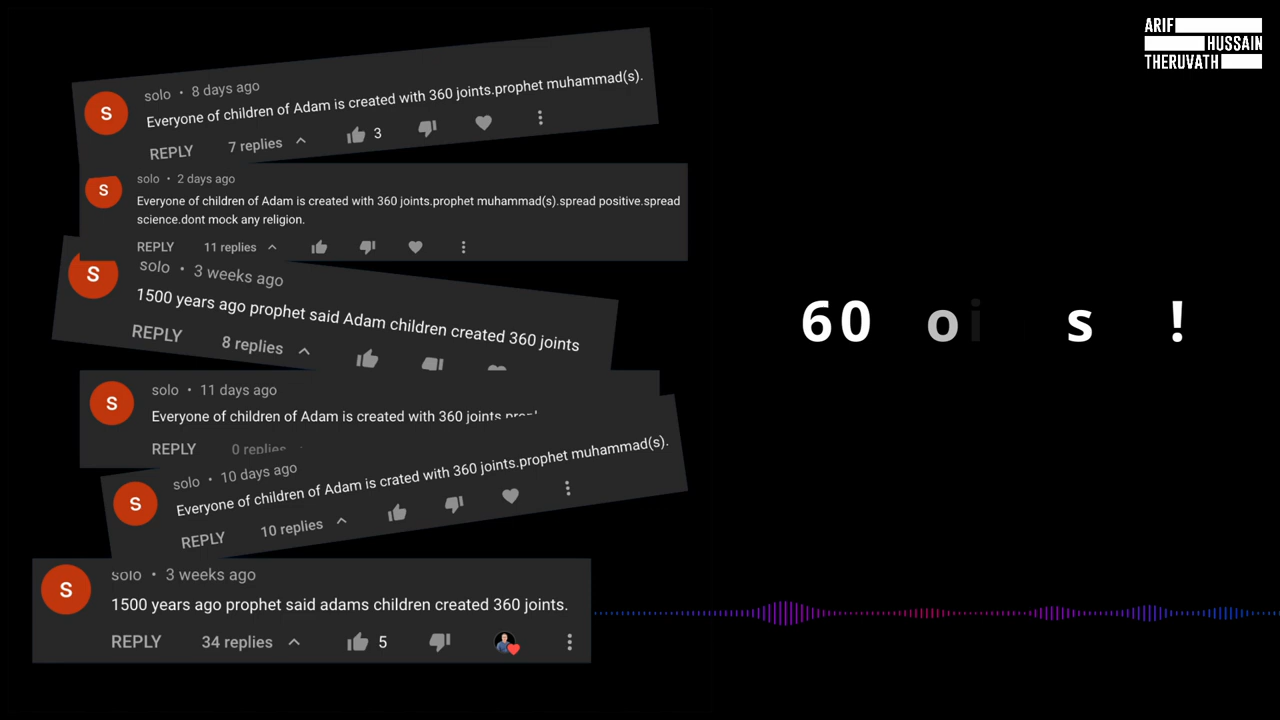 ARIF
HUSSAIN
THERUVATH
S
solo • 8 days ago
Everyone of children of Adam is created with 360 joints.prophet muhammad(s).
REPLY 7 replies 3
S
solo • 2 days ago
Everyone of children of Adam is created with 360 joints.prophet muhammad(s).spread positive.spread
science.dont mock any religion.
REPLY 11 replies
S
solo • 3 weeks ago
1500 years ago prophet said Adam children created 360 joints
REPLY 8 replies
S
solo • 11 days ago
Everyone of children of Adam is created with 360 joints
REPLY 0 replies
S
solo • 10 days ago
Everyone of children of Adam is crated with 360 joints.prophet muhammad(s).
REPLY 10 replies
S
solo • 3 weeks ago
1500 years ago prophet said adams children created 360 joints.
REPLY 34 replies 5
60 oi s !